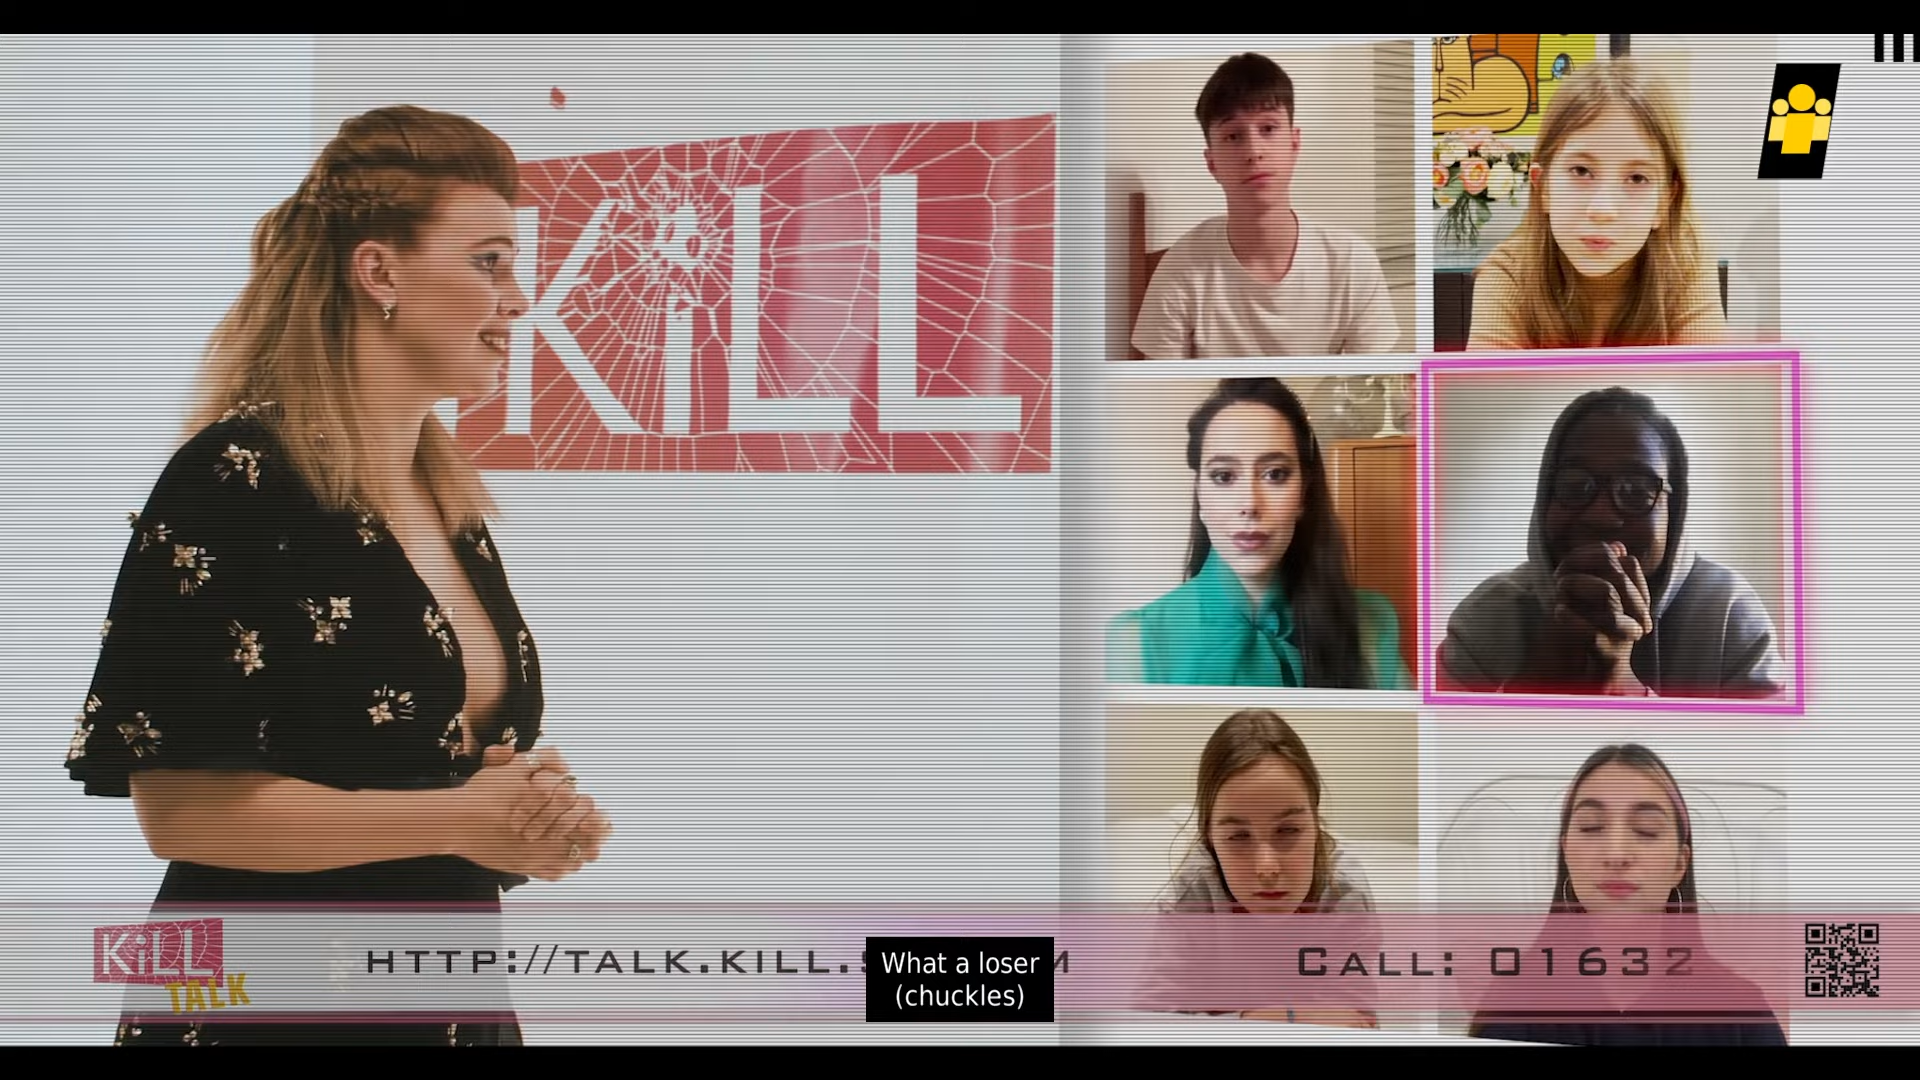 KiLL
KiLL
TALK
HTTP://TALK.KILL.
What a loser
(chuckles)
CALL: 01632